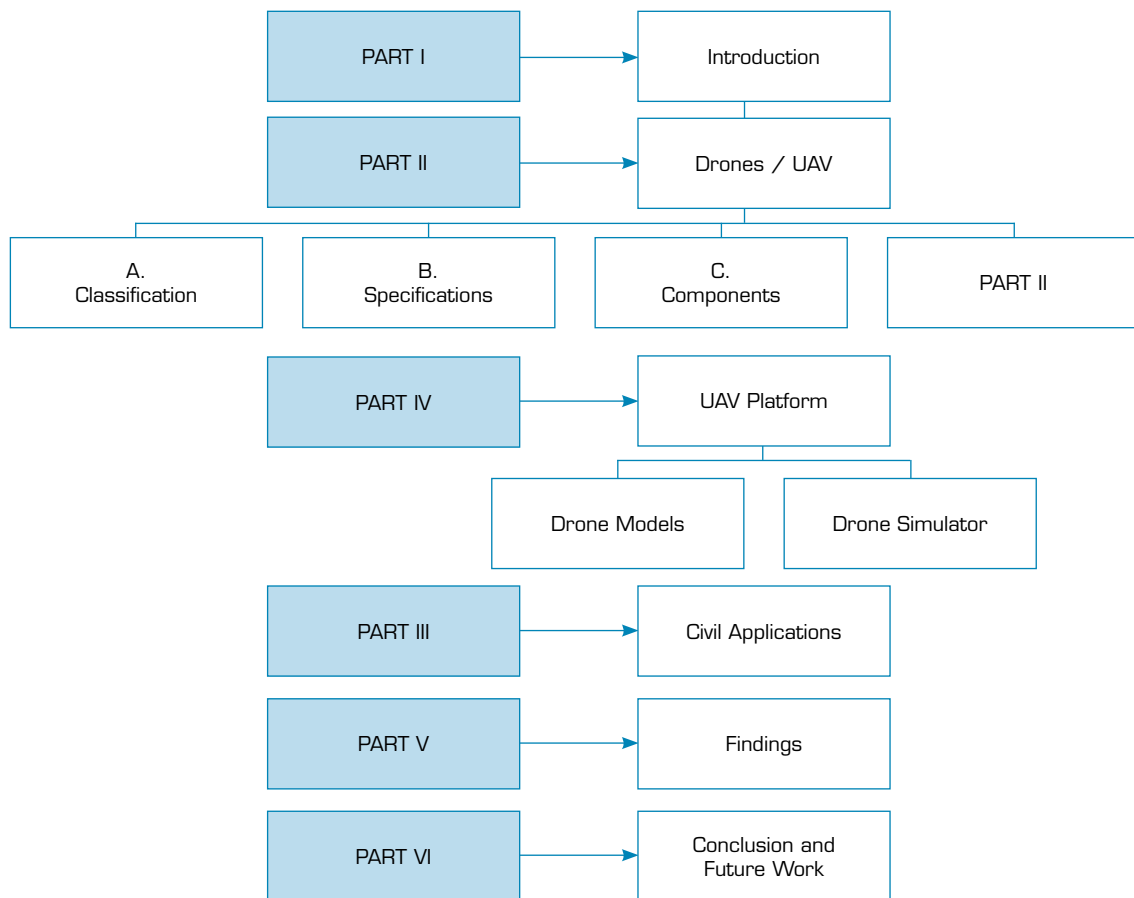 PART I
Introduction
PART II
Drones / UAV
A.
Classification
B.
Specifications
C.
Components
PART II
PART IV
UAV Platform
Drone Models
Drone Simulator
PART III
Civil Applications
PART V
Findings
PART VI
Conclusion and
Future Work